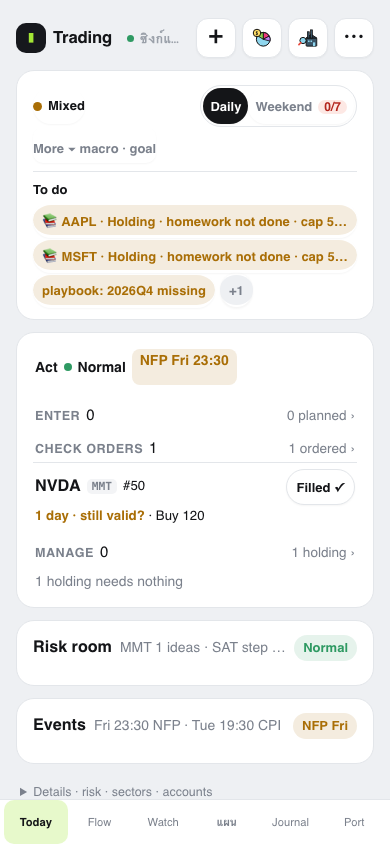 Trading
ซิงก์แ...
Mixed
Daily Weekend 0/7
More ▾ macro · goal
To do
AAPL · Holding · homework not done · cap 5...
MSFT · Holding · homework not done · cap 5...
playbook: 2026Q4 missing +1
Act Normal NFP Fri 23:30
ENTER 0 0 planned ›
CHECK ORDERS 1 1 ordered ›
NVDA MMT #50 Filled ✓
1 day · still valid? · Buy 120
MANAGE 0 1 holding ›
1 holding needs nothing
Risk room MMT 1 ideas · SAT step ... Normal
Events Fri 23:30 NFP · Tue 19:30 CPI NFP Fri
▶ Details · risk · sectors · accounts
Today Flow Watch แผน Journal Port